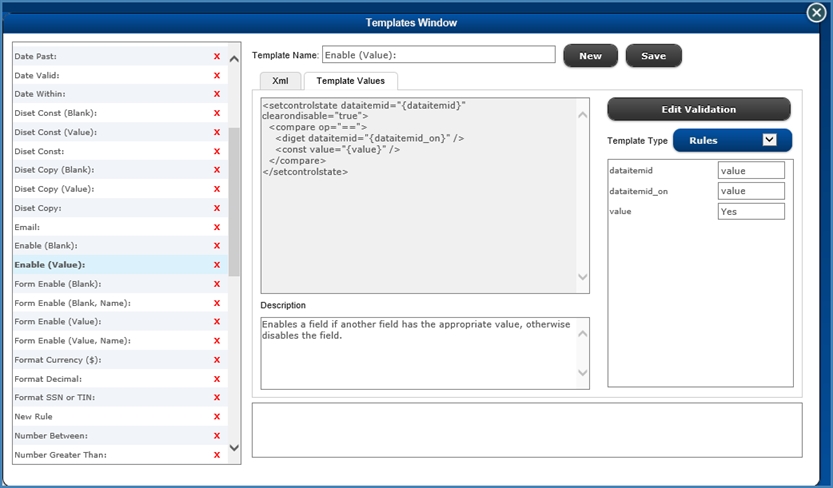 Templates Window
Date Past: X
Date Valid: X
Date Within: X
Diset Const (Blank): X
Diset Const (Value): X
Diset Const: X
Diset Copy (Blank): X
Diset Copy (Value): X
Diset Copy: X
Email: X
Enable (Blank): X
Enable (Value): X
Form Enable (Blank): X
Form Enable (Blank, Name): X
Form Enable (Value): X
Form Enable (Value, Name): X
Format Currency ($): X
Format Decimal: X
Format SSN or TIN: X
New Rule X
Number Between: X
Number Greater Than: X
Template Name: Enable (Value): New Save
Xml Template Values
<setcontrolstate dataitemid="{dataitemid}"
clearondisable="true">
<compare op="==">
<diget dataitemid="{dataitemid_on}" />
<const value="{value}" />
</compare>
</setcontrolstate>
Description
Enables a field if another field has the appropriate value, otherwise
disables the field.
Edit Validation
Template Type Rules
dataitemid value
dataitemid_on value
value Yes